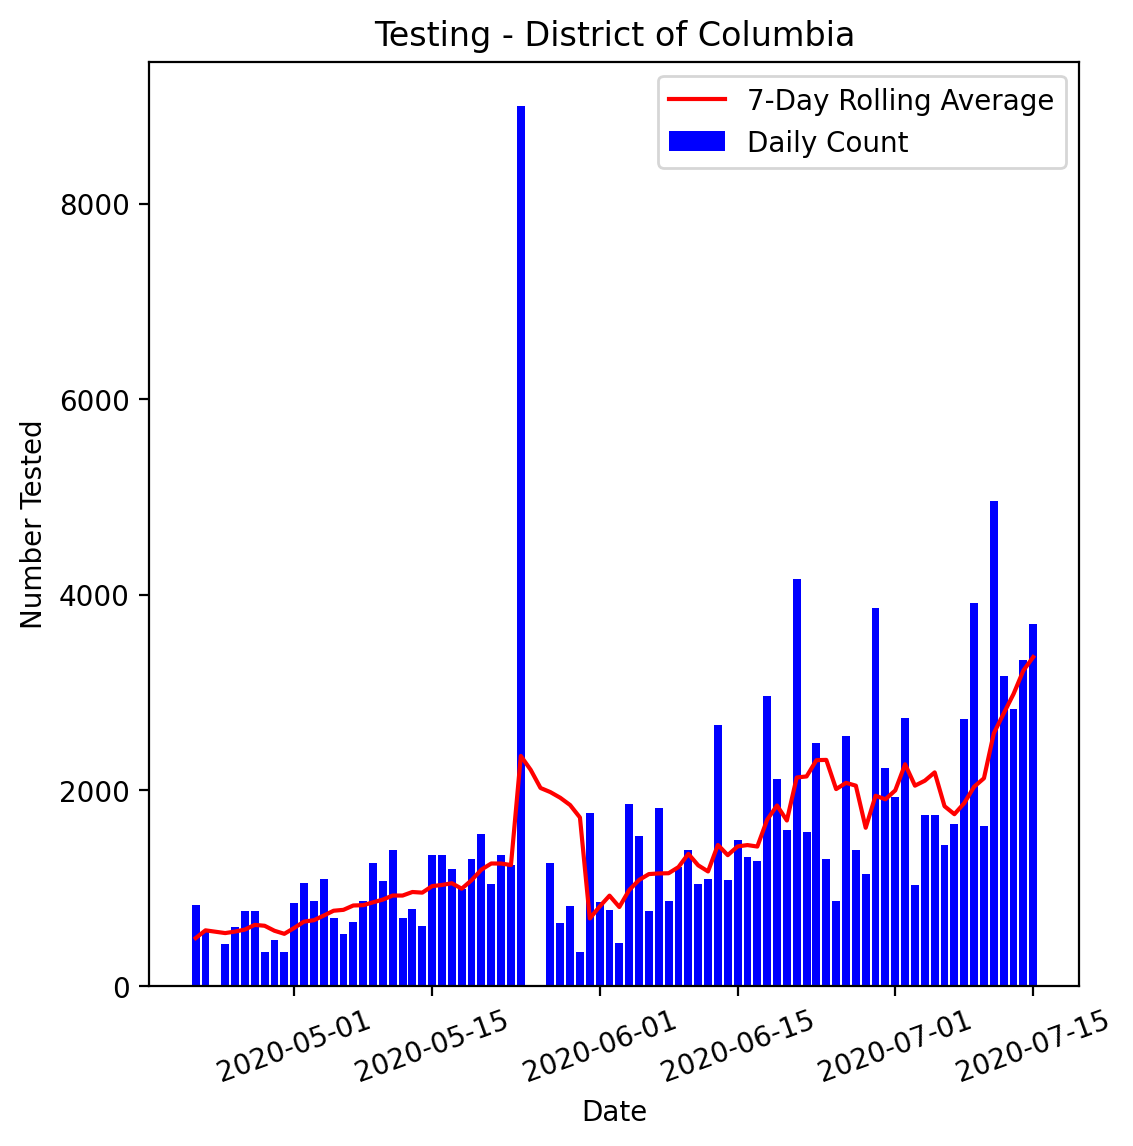 Testing - District of Columbia
7-Day Rolling Average
Daily Count
Number Tested
8000
6000
4000
2000
0
2020-05-01
2020-05-15
2020-06-01
2020-06-15
2020-07-01
2020-07-15
Date